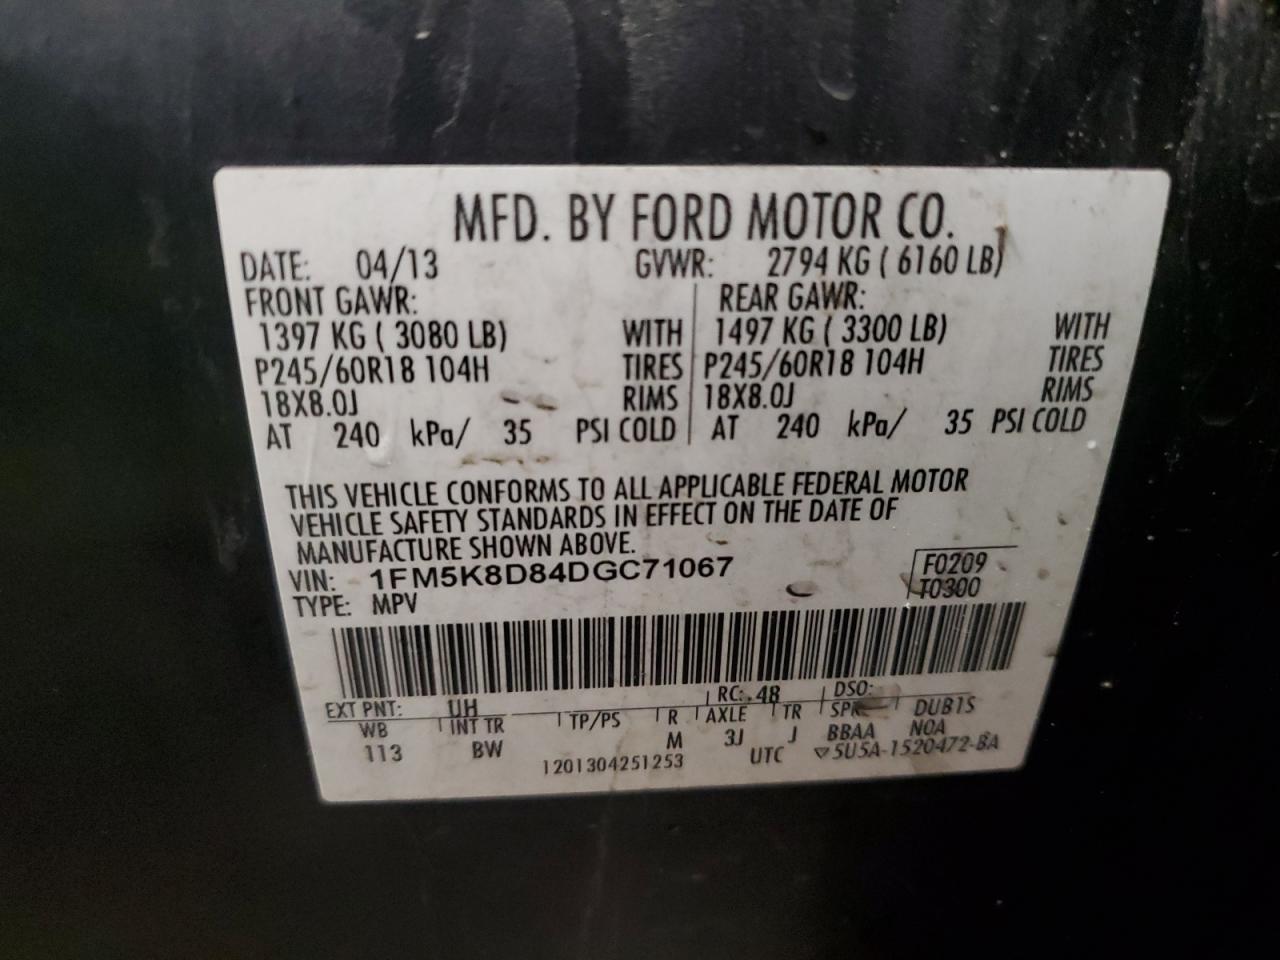 MFD. BY FORD MOTOR CO.
DATE: 04/13 GVWR: 2794 KG ( 6160 LB)
FRONT GAWR: REAR GAWR:
1397 KG ( 3080 LB) WITH 1497 KG ( 3300 LB) WITH
P245/60R18 104H TIRES P245/60R18 104H TIRES
18X8.0J RIMS 18X8.0J RIMS
AT 240 kPa/ 35 PSI COLD AT 240 kPa/ 35 PSI COLD
THIS VEHICLE CONFORMS TO ALL APPLICABLE FEDERAL MOTOR
VEHICLE SAFETY STANDARDS IN EFFECT ON THE DATE OF
MANUFACTURE SHOWN ABOVE.
VIN: 1FM5K8D84DGC71067 F0209
TYPE: MPV T0300
EXT PNT: UH RC: 48 DSO:
WB INT TR TP/PS R AXLE TR SPR DUB1S
113 BW M 3J J BBAA NOA
1201304251253 UTC ▽5U5A-1520472-BA